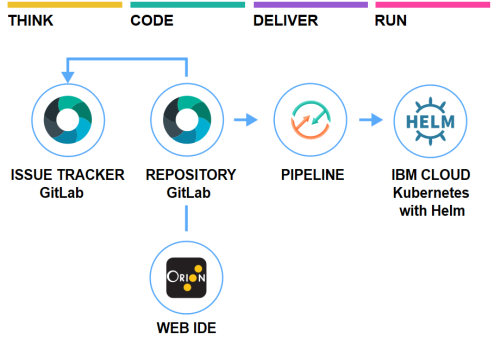 THINK
CODE
DELIVER
RUN
HELM
ISSUE TRACKER
GitLab
REPOSITORY
GitLab
PIPELINE
IBM CLOUD
Kubernetes
with Helm
ORION
WEB IDE